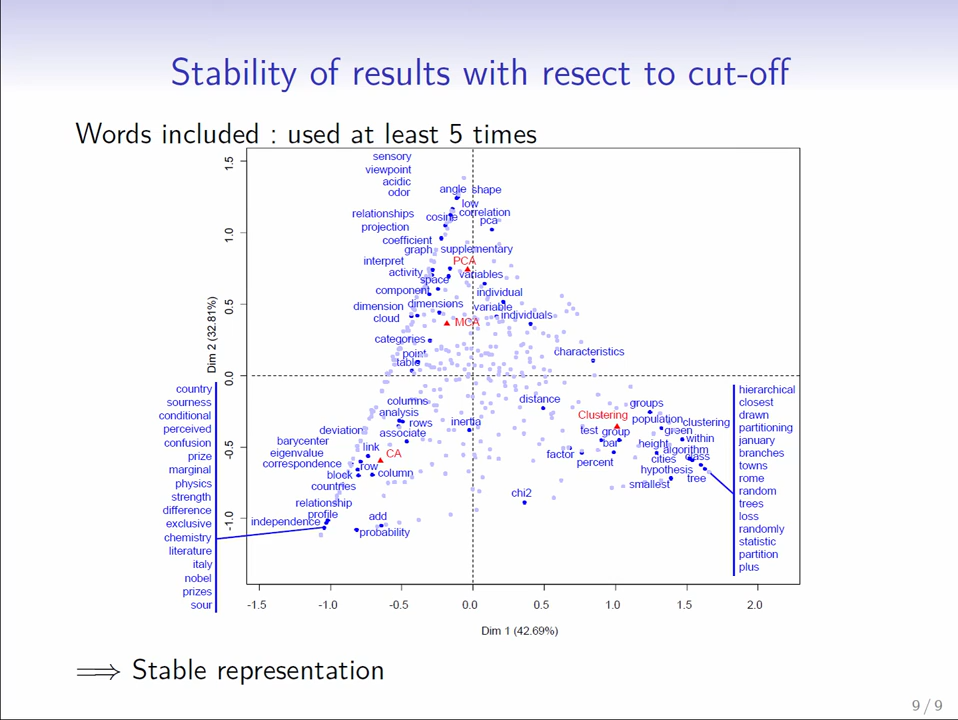 Stability of results with resect to cut-off
Words included : used at least 5 times
sensory
viewpoint
acidic
odor
angle shape
low
relationships
cosine
correlation
projection
pca
coefficient
graph supplementary
interpret
PCA
activity
variables
space
component
individual
dimension
dimensions
variable
cloud
MCA
individuals
categories
point
table
characteristics
columns
distance
groups
analysis
Clustering
population
clustering
rows
inertia
deviation
associate
test group
green
barycenter
link
bar
height
within
eigenvalue
CA
factor
algorithm
correspondence
row
percent
cities
class
block
column
hypothesis
countries
smallest
tree
relationship
chi2
profile
add
independence
probability
country
sourness
conditional
perceived
confusion
prize
marginal
physics
strength
difference
exclusive
chemistry
literature
italy
nobel
prizes
sour
hierarchical
closest
drawn
partitioning
january
branches
towns
rome
random
trees
loss
randomly
statistic
partition
plus
Dim 2 (32.81%)
1.5
1.0
0.5
0.0
-0.5
-1.0
-1.5 -1.0 -0.5 0.0 0.5 1.0 1.5 2.0
Dim 1 (42.69%)
⟹ Stable representation
9 / 9